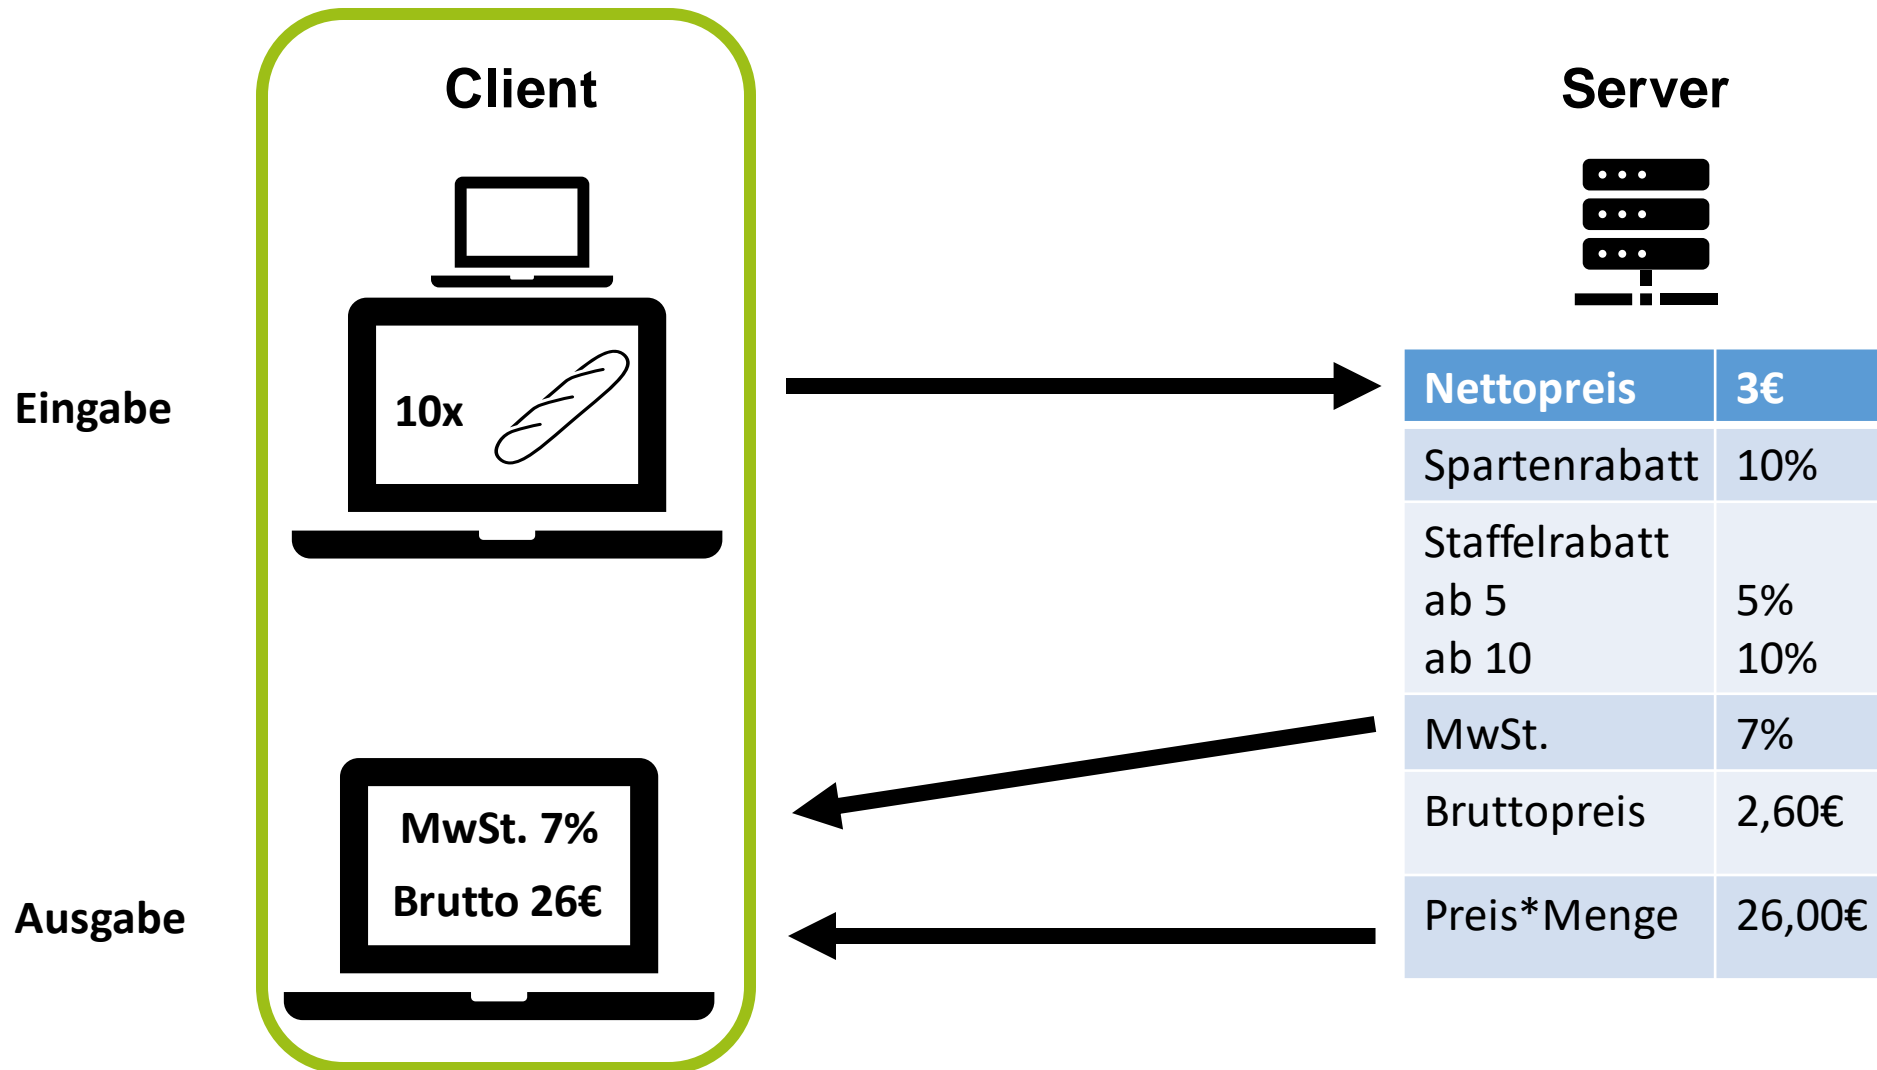 Client
Server
Eingabe
10x
Nettopreis 3€
Spartenrabatt 10%
Staffelrabatt
ab 5 5%
ab 10 10%
MwSt. 7%
Bruttopreis 2,60€
Preis*Menge 26,00€
Ausgabe
MwSt. 7%
Brutto 26€